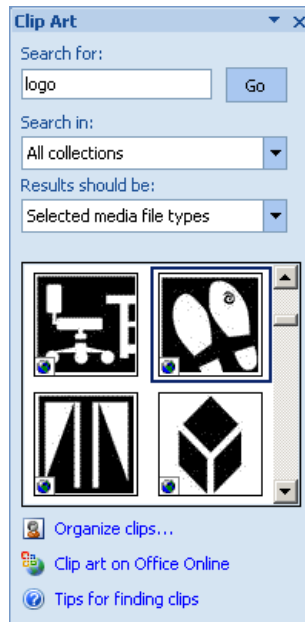 Clip Art
Search for:
logo
Go
Search in:
All collections
Results should be:
Selected media file types
Organize clips...
Clip art on Office Online
Tips for finding clips